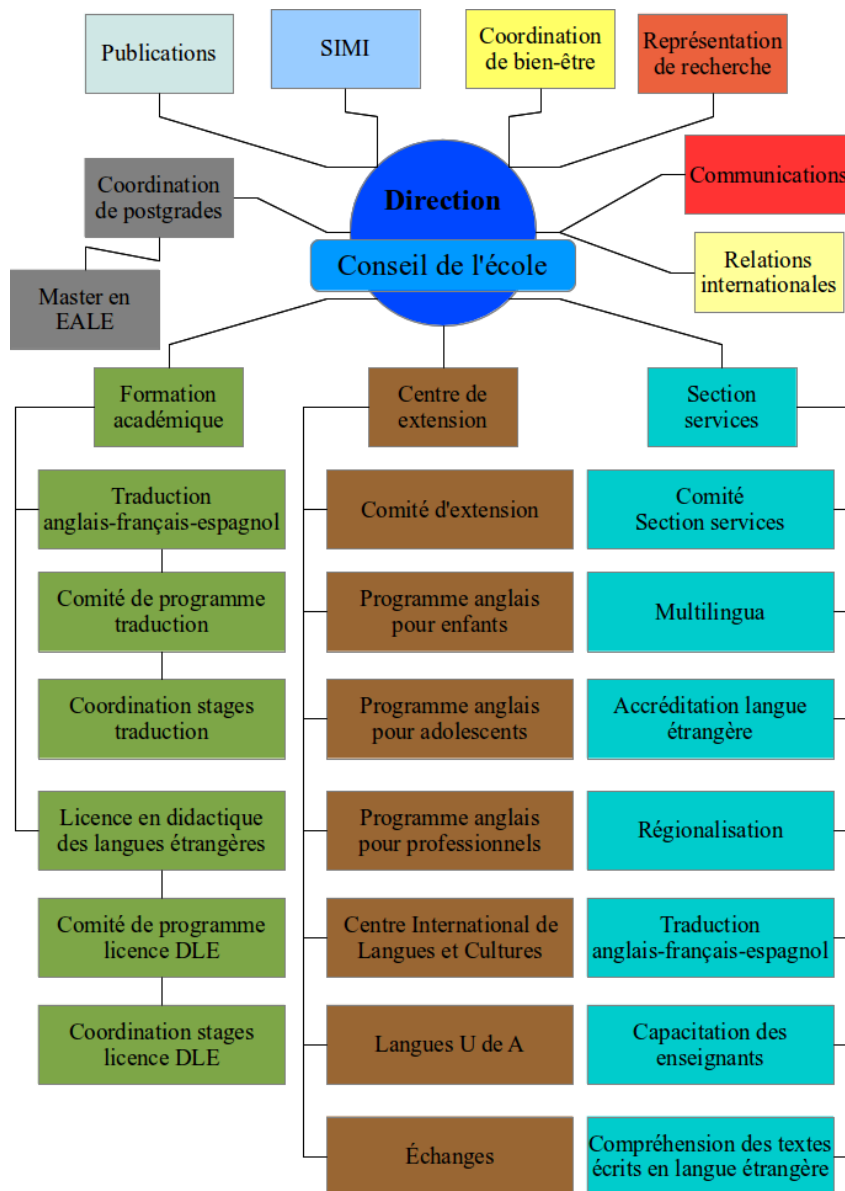 Publications
SIMI
Coordination
de bien-être
Représentation
de recherche
Coordination
de postgrades
Direction
Communications
Conseil de l'école
Relations
internationales
Master en
EALE
Formation
académique
Centre de
extension
Section
services
Traduction
anglais-français-espagnol
Comité d'extension
Comité
Section services
Comité de programme
traduction
Programme anglais
pour enfants
Multilingua
Coordination stages
traduction
Programme anglais
pour adolescents
Accréditation langue
étrangère
Licence en didactique
des langues étrangères
Programme anglais
pour professionnels
Régionalisation
Comité de programme
licence DLE
Centre International de
Langues et Cultures
Traduction
anglais-français-espagnol
Coordination stages
licence DLE
Langues U de A
Capacitation des
enseignants
Échanges
Compréhension des textes
écrits en langue étrangère